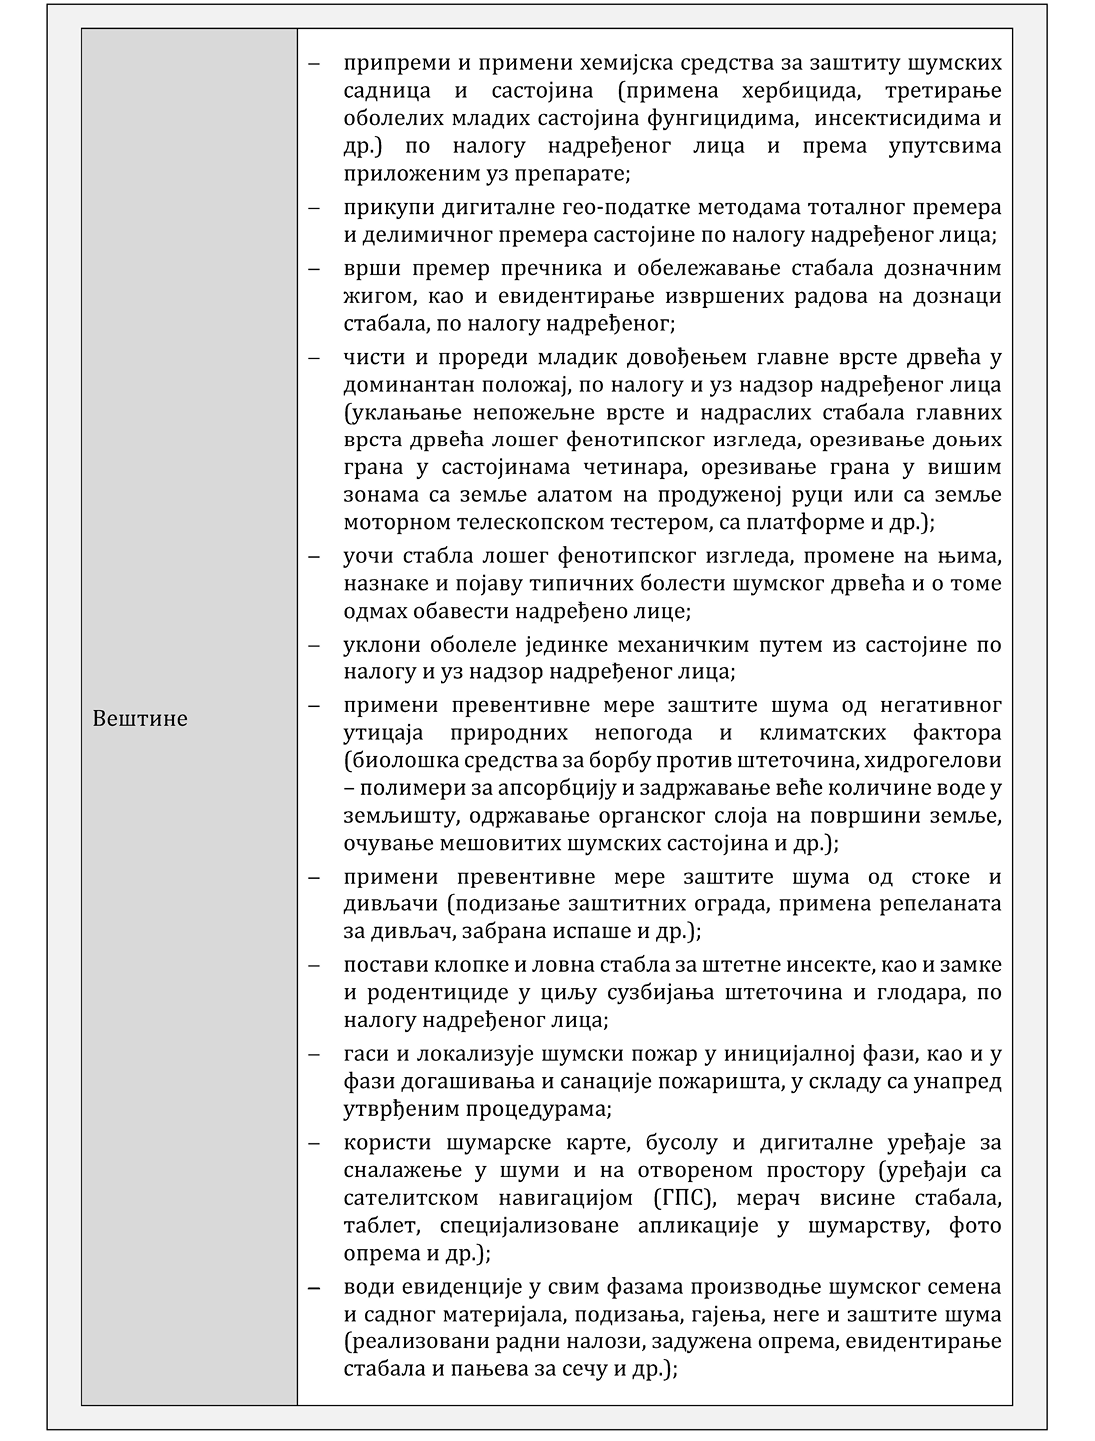 Вештине
– припреми и примени хемијска средства за заштиту шумских
садница и састојина (примена хербицида, третирање
оболелих младих састојина фунгицидима, инсектисидима и
др.) по налогу надређеног лица и према упутсвима
приложеним уз препарате;
– прикупи дигиталне гео-податке методама тоталног премера
и делимичног премера састојине по налогу надређеног лица;
– врши премер пречника и обележавање стабала дозначним
жигом, као и евидентирање извршених радова на дознаци
стабала, по налогу надређеног;
– чисти и прореди младик довођењем главне врсте дрвећа у
доминантан положај, по налогу и уз надзор надређеног лица
(уклањање непожељне врсте и надраслих стабала главних
врста дрвећа лошег фенотипског изгледа, орезивање доњих
грана у састојинама четинара, орезивање грана у вишим
зонама са земље алатом на продуженој руци или са земље
моторном телескопском тестером, са платформе и др.);
– уочи стабла лошег фенотипског изгледа, промене на њима,
назнаке и појаву типичних болести шумског дрвећа и о томе
одмах обавести надређено лице;
– уклони оболеле јединке механичким путем из састојине по
налогу и уз надзор надређеног лица;
– примени превентивне мере заштите шума од негативног
утицаја природних непогода и климатских фактора
(биолошка средства за борбу против штеточина, хидрогелови
– полимери за апсорбцију и задржавање веће количине воде у
земљишту, одржавање органског слоја на површини земље,
очување мешовитих шумских састојина и др.);
– примени превентивне мере заштите шума од стоке и
дивљачи (подизање заштитних ограда, примена репеланата
за дивљач, забрана испаше и др.);
– постави клопке и ловна стабла за штетне инсекте, као и замке
и родентициде у циљу сузбијања штеточина и глодара, по
налогу надређеног лица;
– гаси и локализује шумски пожар у иницијалној фази, као и у
фази догашивања и санације пожаришта, у складу са унапред
утврђеним процедурама;
– користи шумарске карте, бусолу и дигиталне уређаје за
сналажење у шуми и на отвореном простору (уређаји са
сателитском навигацијом (ГПС), мерач висине стабала,
таблет, специјализоване апликације у шумарству, фото
опрема и др.);
– води евиденције у свим фазама производње шумског семена
и садног материјала, подизања, гајења, неге и заштите шума
(реализовани радни налози, задужена опрема, евидентирање
стабала и пањева за сечу и др.);